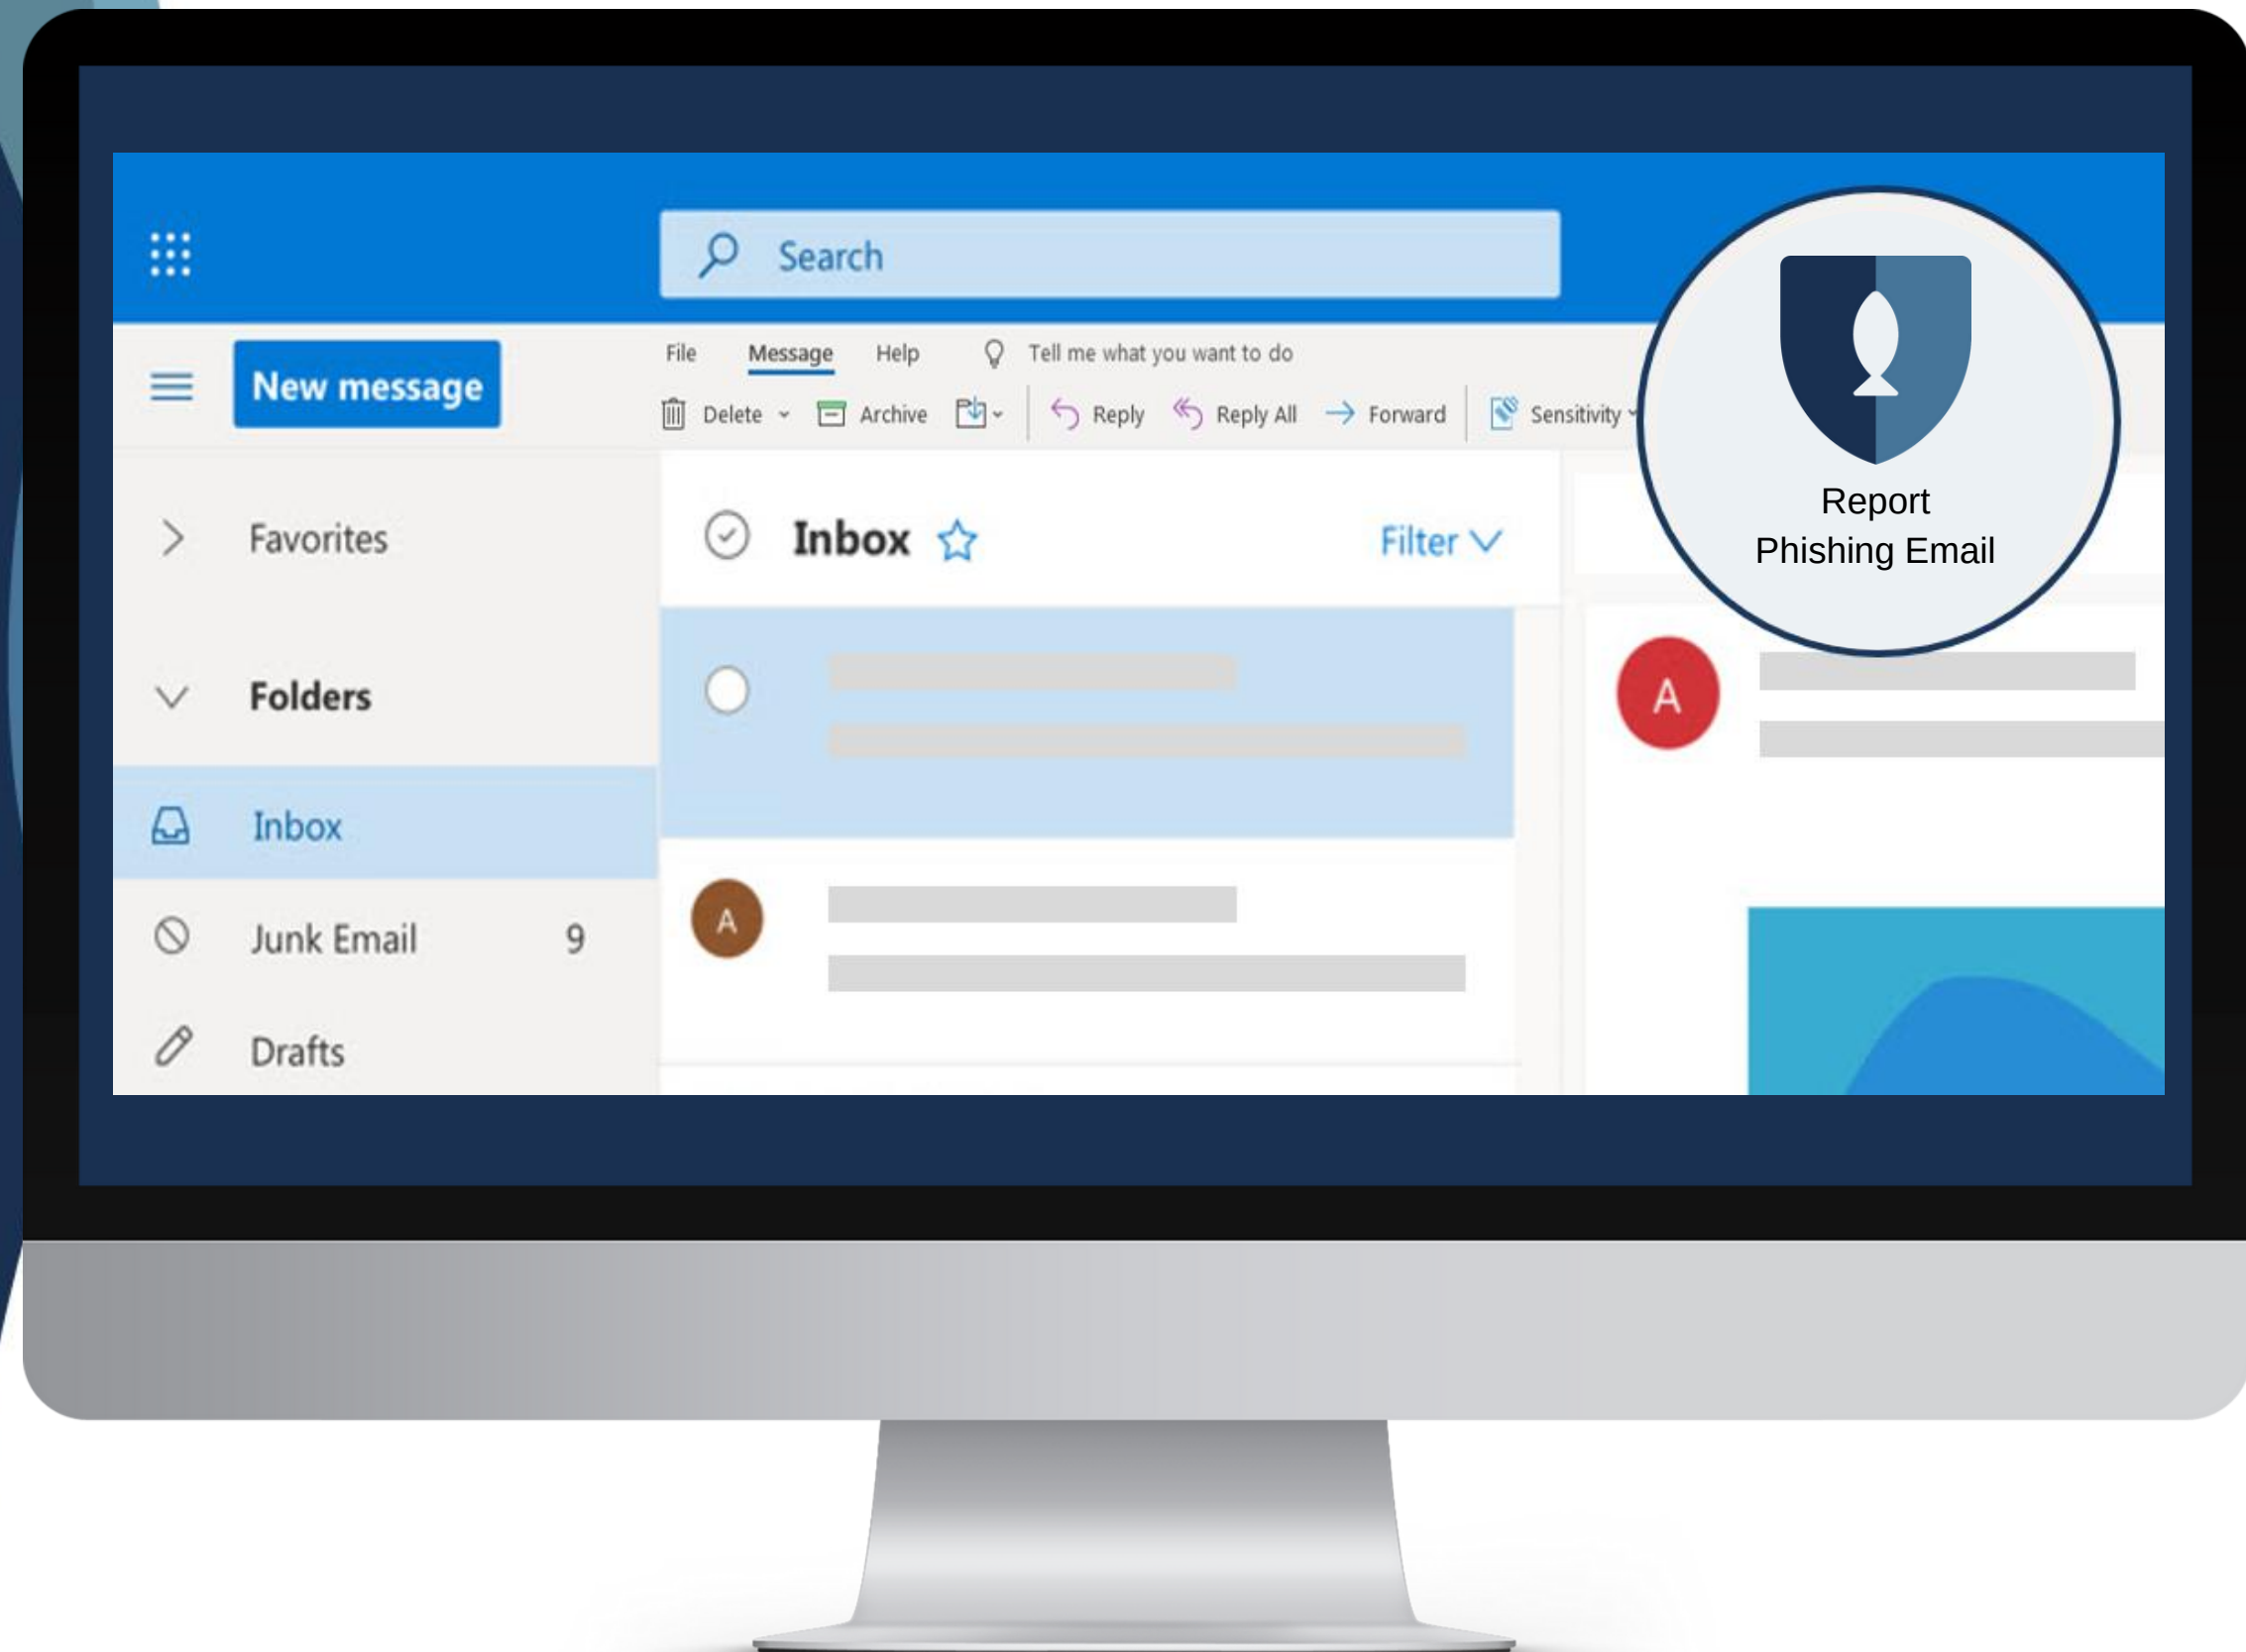 Search
New message
File Message Help Tell me what you want to do
Delete Archive Reply Reply All Forward Sensitivity
Report
Phishing Email
Favorites
Inbox
Filter
Folders
A
Inbox
A
Junk Email 9
Drafts